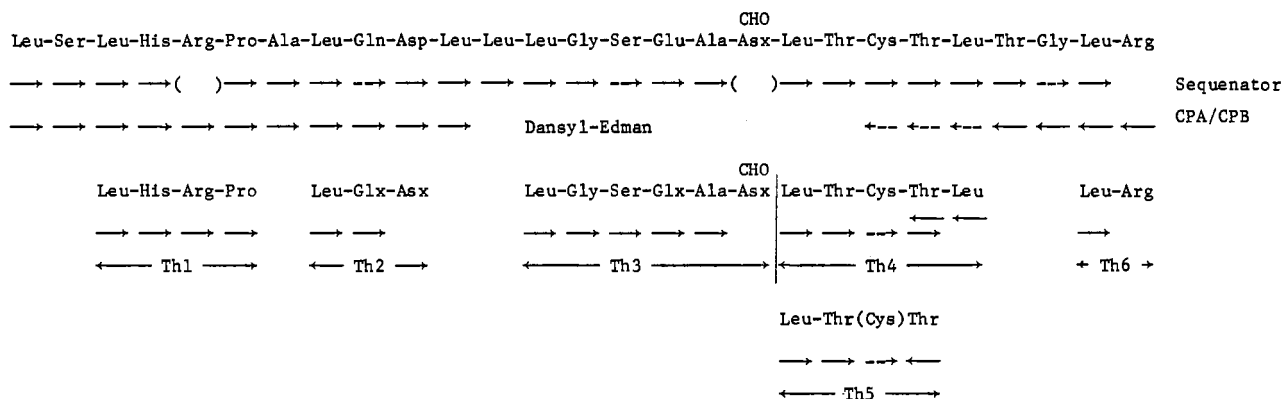 CHO
Leu-Ser-Leu-His-Arg-Pro-Ala-Leu-Gln-Asp-Leu-Leu-Leu-Gly-Ser-Glu-Ala-Asx-Leu-Thr-Cys-Thr-Leu-Thr-Gly-Leu-Arg
( ) ( ) Sequenator
Dansyl-Edman CPA/CPB
CHO
Leu-His-Arg-Pro Leu-Glx-Asx Leu-Gly-Ser-Glx-Ala-Asx Leu-Thr-Cys-Thr-Leu Leu-Arg
Th1 Th2 Th3 Th4 Th6
Leu-Thr(Cys)Thr
Th5